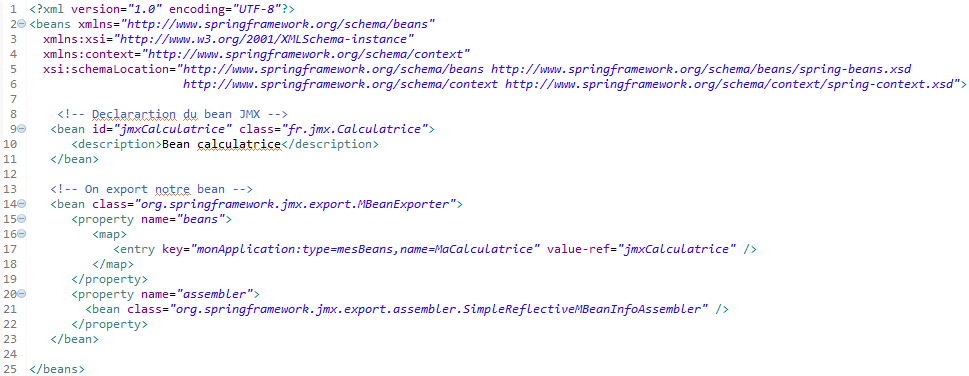 1 <?xml version="1.0" encoding="UTF-8"?>
2 <beans xmlns="http://www.springframework.org/schema/beans"
3   xmlns:xsi="http://www.w3.org/2001/XMLSchema-instance"
4   xmlns:context="http://www.springframework.org/schema/context"
5   xsi:schemaLocation="http://www.springframework.org/schema/beans http://www.springframework.org/schema/beans/spring-beans.xsd
6                       http://www.springframework.org/schema/context http://www.springframework.org/schema/context/spring-context.xsd">
7
8     <!-- Declarartion du bean JMX -->
9    <bean id="jmxCalculatrice" class="fr.jmx.Calculatrice">
10       <description>Bean calculatrice</description>
11    </bean>
12
13    <!-- On export notre bean -->
14    <bean class="org.springframework.jmx.export.MBeanExporter">
15       <property name="beans">
16          <map>
17             <entry key="monApplication:type=mesBeans,name=MaCalculatrice" value-ref="jmxCalculatrice" />
18          </map>
19       </property>
20       <property name="assembler">
21         <bean class="org.springframework.jmx.export.assembler.SimpleReflectiveMBeanInfoAssembler" />
22       </property>
23    </bean>
24
25 </beans>